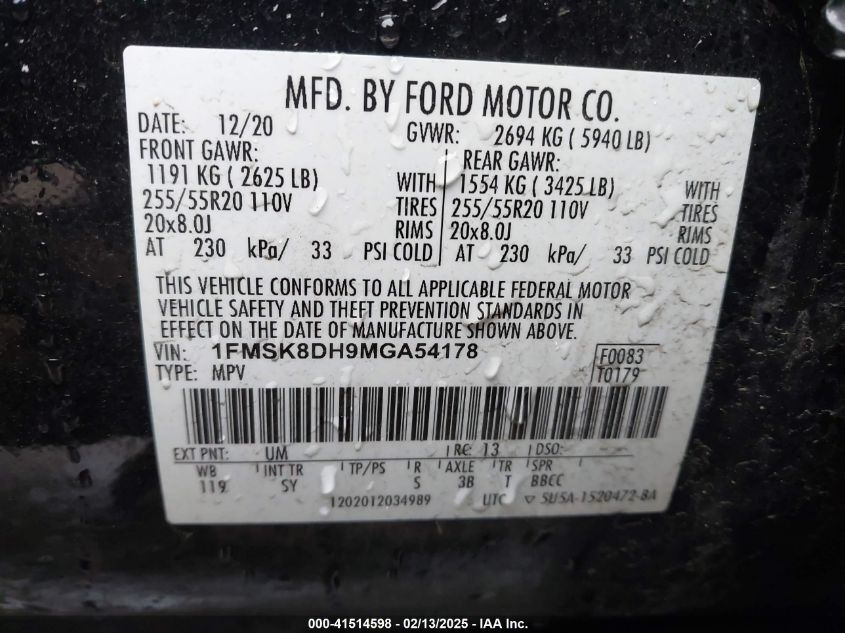 MFD. BY FORD MOTOR CO.
DATE: 12/20 GVWR: 2694 KG ( 5940 LB)
FRONT GAWR: REAR GAWR:
1191 KG ( 2625 LB) WITH 1554 KG ( 3425 LB) WITH
255/55R20 110V TIRES 255/55R20 110V TIRES
20x8.0J RIMS 20x8.0J RIMS
AT 230 kPa/ 33 PSI COLD AT 230 kPa/ 33 PSI COLD
THIS VEHICLE CONFORMS TO ALL APPLICABLE FEDERAL MOTOR
VEHICLE SAFETY AND THEFT PREVENTION STANDARDS IN
EFFECT ON THE DATE OF MANUFACTURE SHOWN ABOVE.
VIN: 1FMSK8DH9MGA54178 F0083
TYPE: MPV T0179
EXT PNT: UM RC: 13 DSO:
WB INT TR TP/PS R AXLE TR SPR
119 SY S 3B T BBCC
1202012034989 UTC ▽ SU5A-1520472-BA
000-41514598 - 02/13/2025 - IAA Inc.